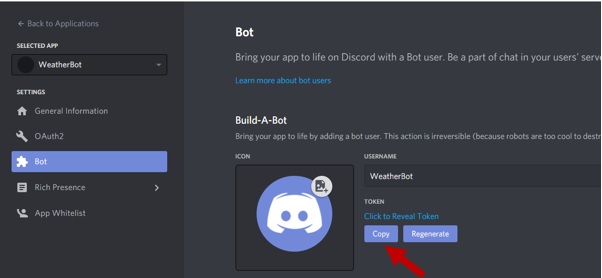 ← Back to Applications
SELECTED APP
WeatherBot
SETTINGS
General Information
OAuth2
Bot
Rich Presence
App Whitelist
Bot
Bring your app to life on Discord with a Bot user. Be a part of chat in your users' serve
Learn more about bot users
Build-A-Bot
Bring your app to life by adding a bot user. This action is irreversible (because robots are too cool to destr
ICON
USERNAME
WeatherBot
TOKEN
Click to Reveal Token
Copy Regenerate